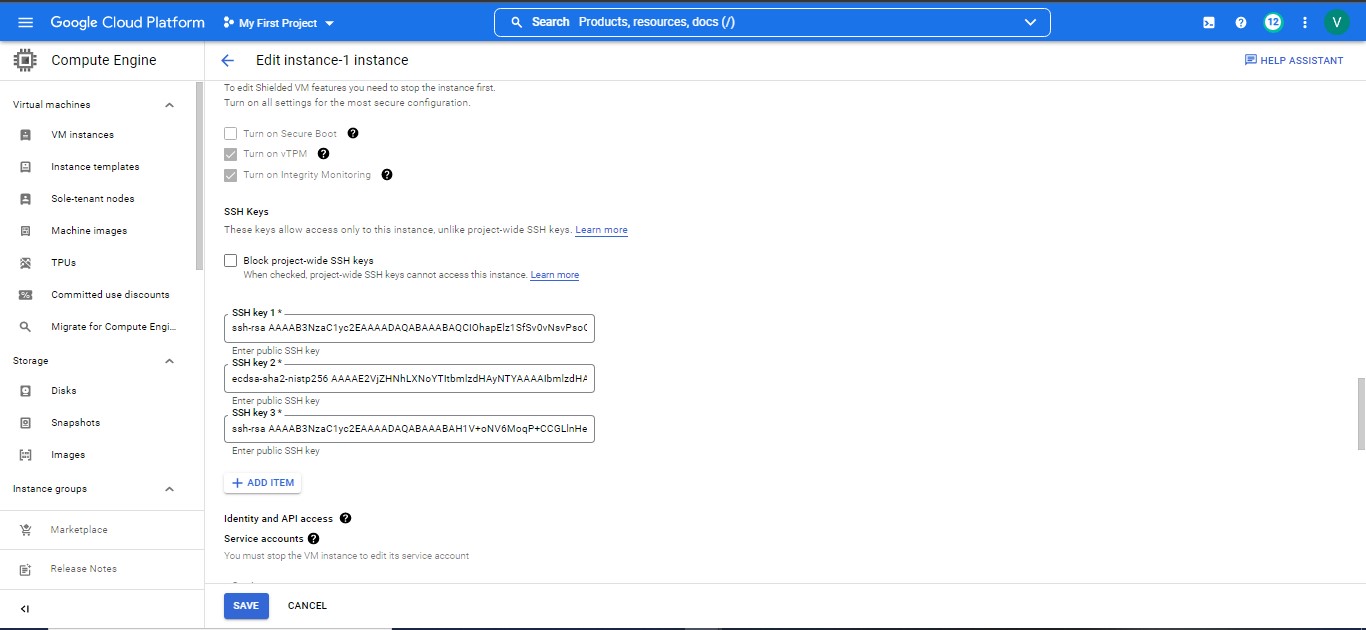 Google Cloud Platform
My First Project
Search Products, resources, docs (/)
12
V
Compute Engine
Edit instance-1 instance
HELP ASSISTANT
Virtual machines
VM instances
Instance templates
Sole-tenant nodes
Machine images
TPUs
Committed use discounts
Migrate for Compute Engi...
Storage
Disks
Snapshots
Images
Instance groups
Marketplace
Release Notes
To edit Shielded VM features you need to stop the instance first.
Turn on all settings for the most secure configuration.
Turn on Secure Boot
Turn on vTPM
Turn on Integrity Monitoring
SSH Keys
These keys allow access only to this instance, unlike project-wide SSH keys. Learn more
Block project-wide SSH keys
When checked, project-wide SSH keys cannot access this instance. Learn more
SSH key 1 *
ssh-rsa AAAAB3NzaC1yc2EAAAADAQABAAABAQCIOhapElz1SfSv0vNsvPso
Enter public SSH key
SSH key 2 *
ecdsa-sha2-nistp256 AAAAE2VjZHNhLXNoYTItbmlzdHAyNTYAAAAIbmlzdHA
Enter public SSH key
SSH key 3 *
ssh-rsa AAAAB3NzaC1yc2EAAAADAQABAAABAH1V+oNV6MoqP+CCGLlnHe
Enter public SSH key
ADD ITEM
Identity and API access
Service accounts
You must stop the VM instance to edit its service account
SAVE
CANCEL